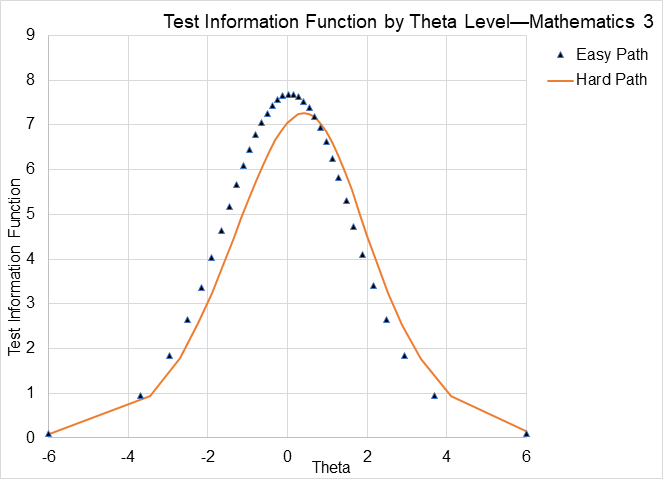 Test Information Function by Theta Level—Mathematics 3
Easy Path
Hard Path
Test Information Function
9
8
7
6
5
4
3
2
1
0
-6 -4 -2 0 2 4 6
Theta